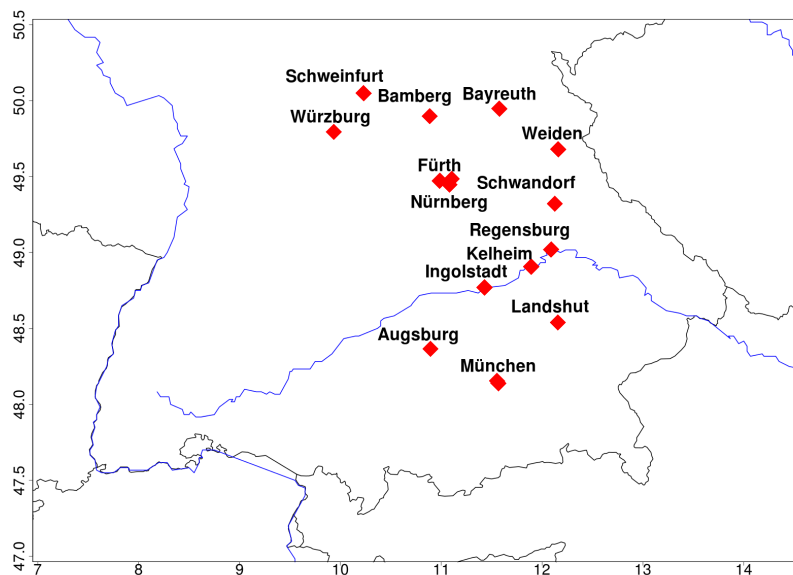 50.5
50.0
49.5
49.0
48.5
48.0
47.5
47.0
Schweinfurt
Bamberg
Bayreuth
Würzburg
Weiden
Fürth
Schwandorf
Nürnberg
Regensburg
Kelheim
Ingolstadt
Landshut
Augsburg
München
7 8 9 10 11 12 13 14